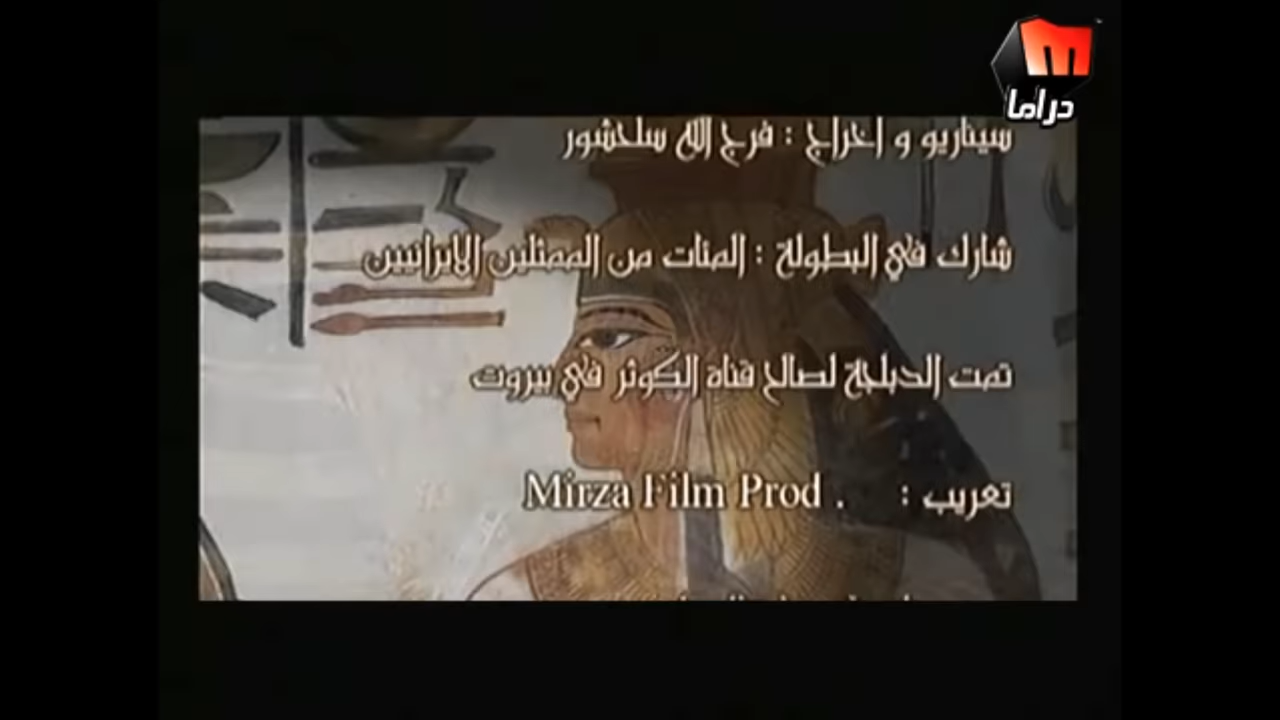 دراما
سيناريو و اخراج : فرج الله سلحشور
شارك في البطولة : المئات من الممثلين الايرانيين
تمت الدبلجة لصالح قناة الكوثر في بيروت
تعريب : Mirza Film Prod .